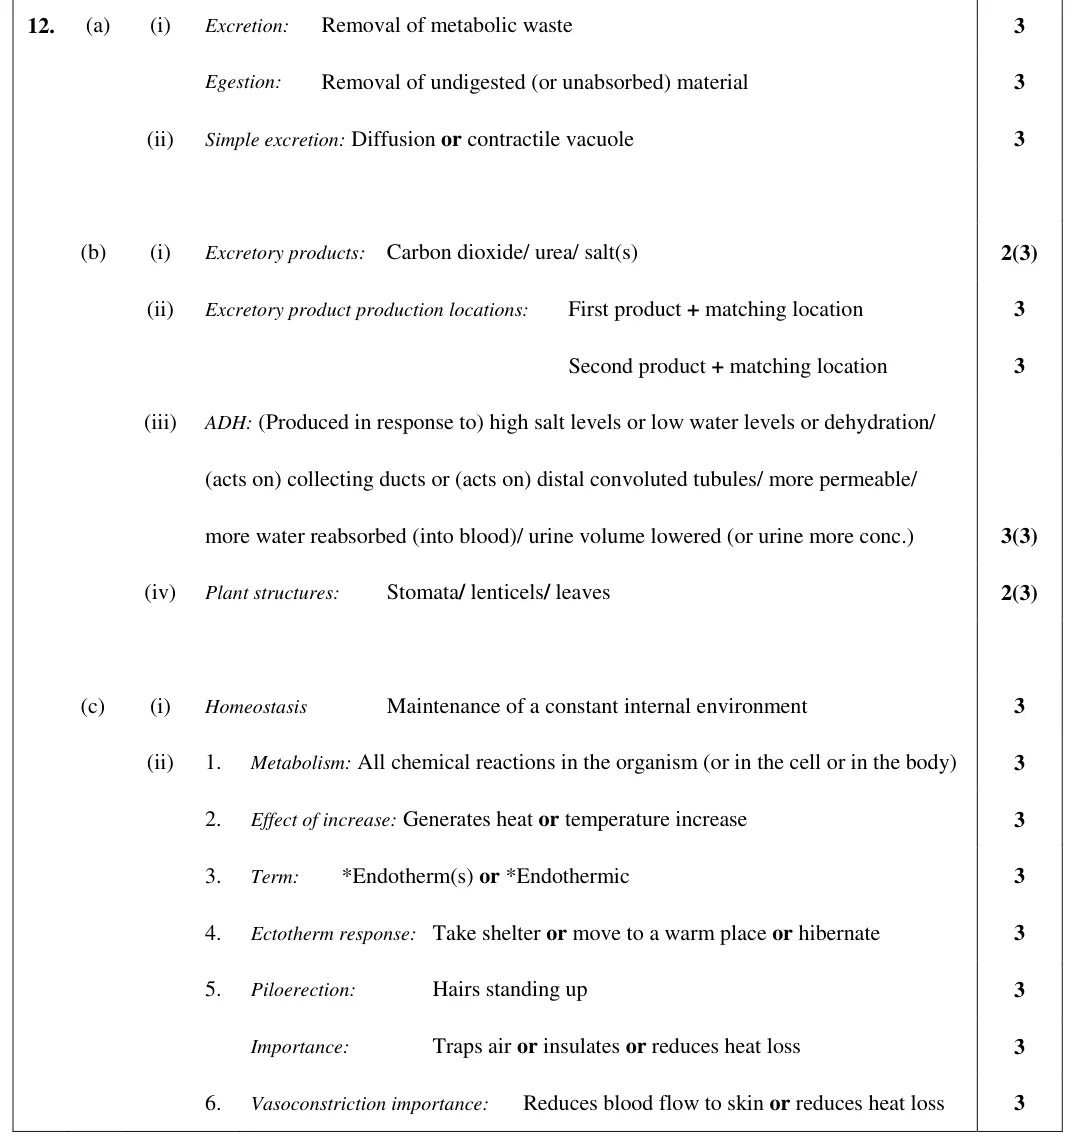 12. (a) (i) Excretion: Removal of metabolic waste 3
Egestion: Removal of undigested (or unabsorbed) material 3
(ii) Simple excretion: Diffusion or contractile vacuole 3
(b) (i) Excretory products: Carbon dioxide/ urea/ salt(s) 2(3)
(ii) Excretory product production locations: First product + matching location 3
Second product + matching location 3
(iii) ADH: (Produced in response to) high salt levels or low water levels or dehydration/
(acts on) collecting ducts or (acts on) distal convoluted tubules/ more permeable/
more water reabsorbed (into blood)/ urine volume lowered (or urine more conc.) 3(3)
(iv) Plant structures: Stomata/ lenticels/ leaves 2(3)
(c) (i) Homeostasis Maintenance of a constant internal environment 3
(ii) 1. Metabolism: All chemical reactions in the organism (or in the cell or in the body) 3
2. Effect of increase: Generates heat or temperature increase 3
3. Term: *Endotherm(s) or *Endothermic 3
4. Ectotherm response: Take shelter or move to a warm place or hibernate 3
5. Piloerection: Hairs standing up 3
Importance: Traps air or insulates or reduces heat loss 3
6. Vasoconstriction importance: Reduces blood flow to skin or reduces heat loss 3